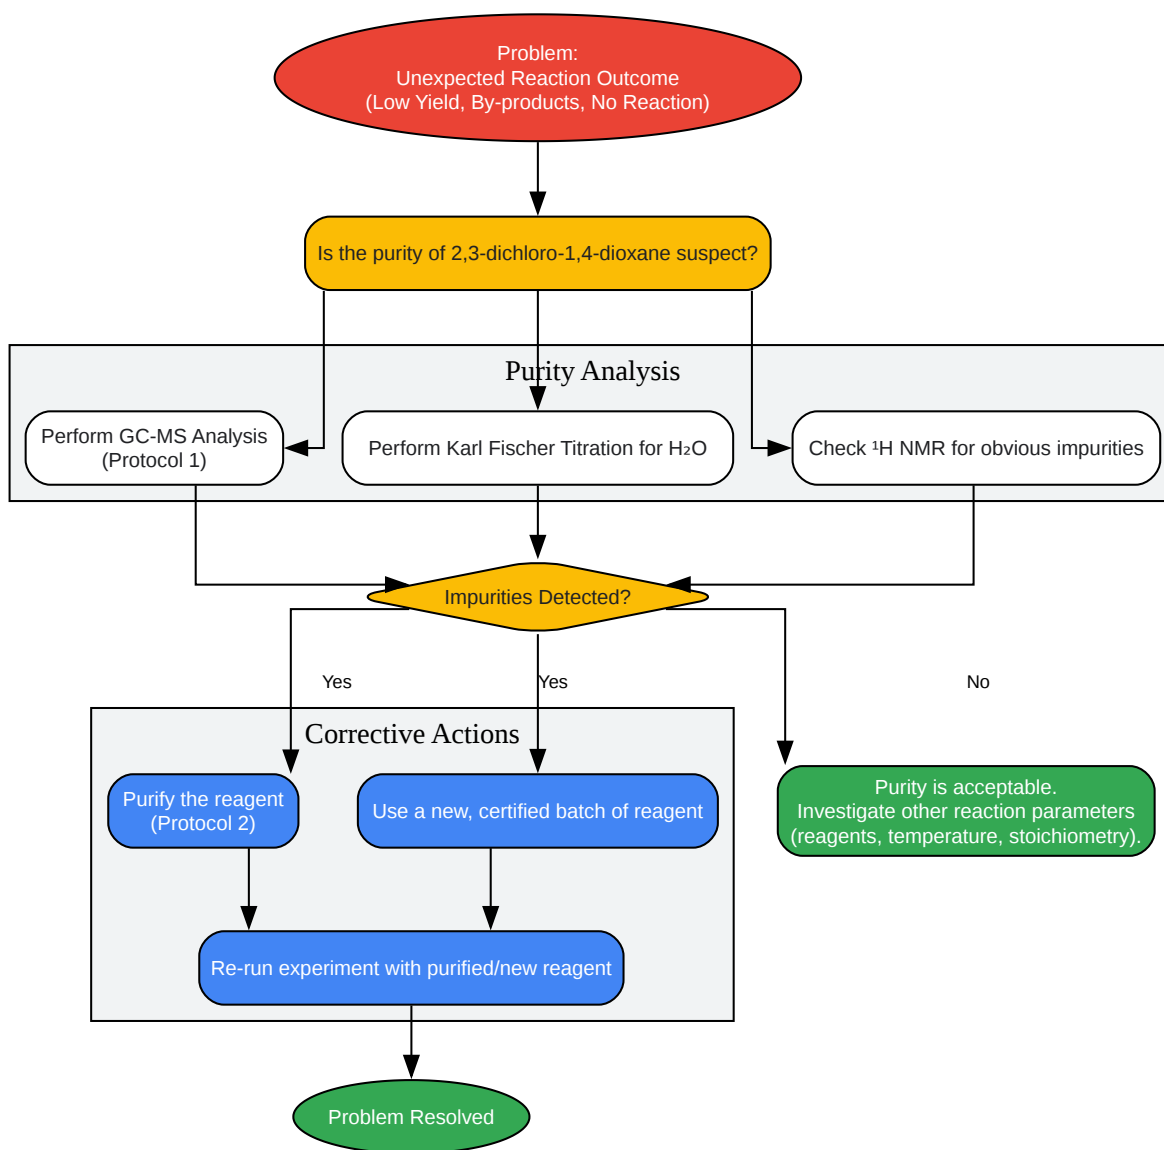 Problem:
Unexpected Reaction Outcome
(Low Yield, By-products, No Reaction)
Is the purity of 2,3-dichloro-1,4-dioxane suspect?
Purity Analysis
Perform GC-MS Analysis
(Protocol 1)
Perform Karl Fischer Titration for H₂O
Check ¹H NMR for obvious impurities
Impurities Detected?
Yes
Yes
No
Corrective Actions
Purify the reagent
(Protocol 2)
Use a new, certified batch of reagent
Purity is acceptable.
Investigate other reaction parameters
(reagents, temperature, stoichiometry).
Re-run experiment with purified/new reagent
Problem Resolved